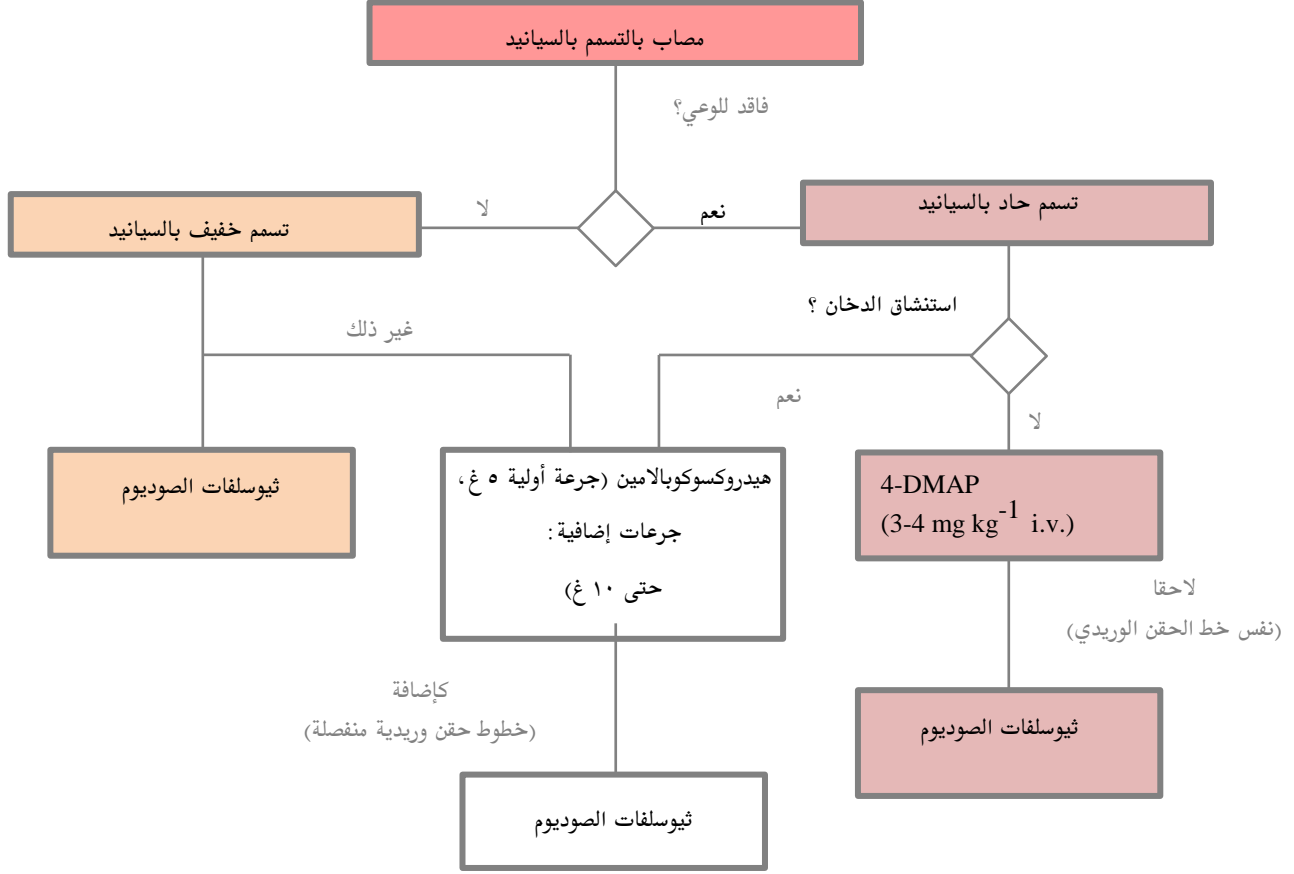 مصاب بالتسمم بالسيانيد
فاقد للوعي؟
نعم
لا
تسمم حاد بالسيانيد
تسمم خفيف بالسيانيد
استنشاق الدخان ؟
غير ذلك
نعم
لا
4-DMAP
(3-4 mg kg-1 i.v.)
هيدروكسوكوبالامين (جرعة أولية ٥ غ،
جرعات إضافية:
حتى ١٠ غ)
ثيوسلفات الصوديوم
لاحقا
(نفس خط الحقن الوريدي)
كإضافة
(خطوط حقن وريدية منفصلة)
ثيوسلفات الصوديوم
ثيوسلفات الصوديوم